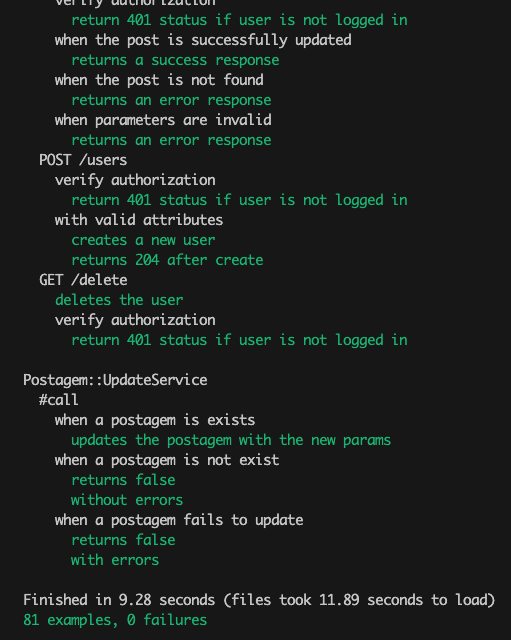 verify authorization
return 401 status if user is not logged in
when the post is successfully updated
returns a success response
when the post is not found
returns an error response
when parameters are invalid
returns an error response
POST /users
verify authorization
return 401 status if user is not logged in
with valid attributes
creates a new user
returns 204 after create
GET /delete
deletes the user
verify authorization
return 401 status if user is not logged in
Postagem::UpdateService
#call
when a postagem is exists
updates the postagem with the new params
when a postagem is not exist
returns false
without errors
when a postagem fails to update
returns false
with errors
Finished in 9.28 seconds (files took 11.89 seconds to load)
81 examples, 0 failures